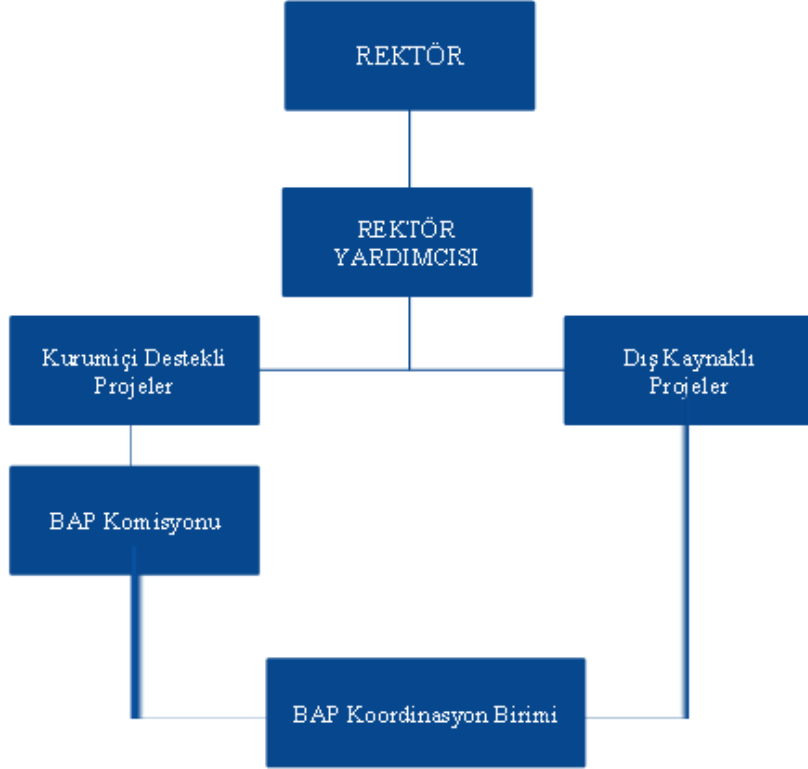 REKTÖR
REKTÖR
YARDIMCISI
Kurumiçi Destekli
Projeler
Dış Kaynaklı
Projeler
BAP Komisyonu
BAP Koordinasyon Birimi